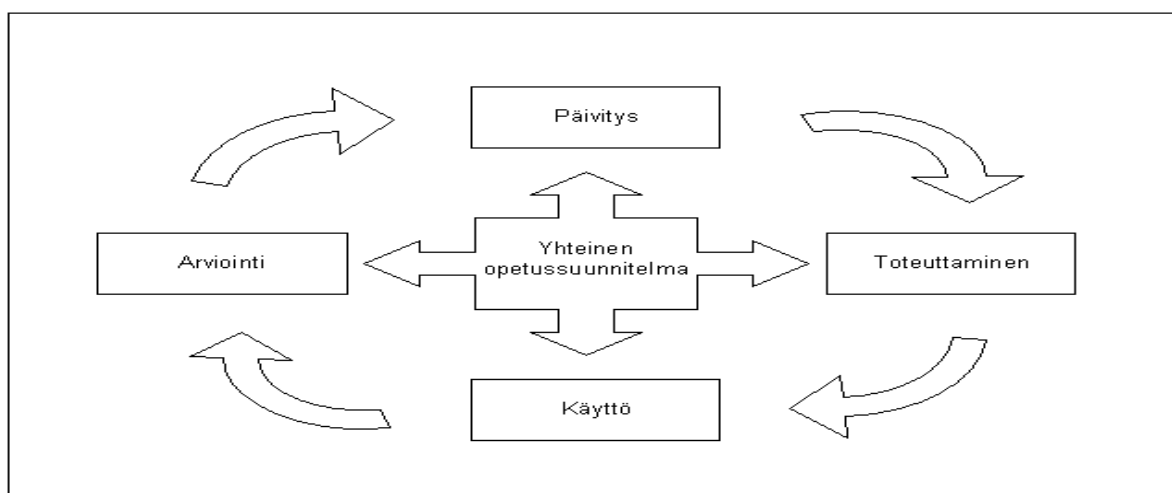 Päivitys
Arviointi
Yhteinen
opetussuunnitelma
Toteuttaminen
Käyttö